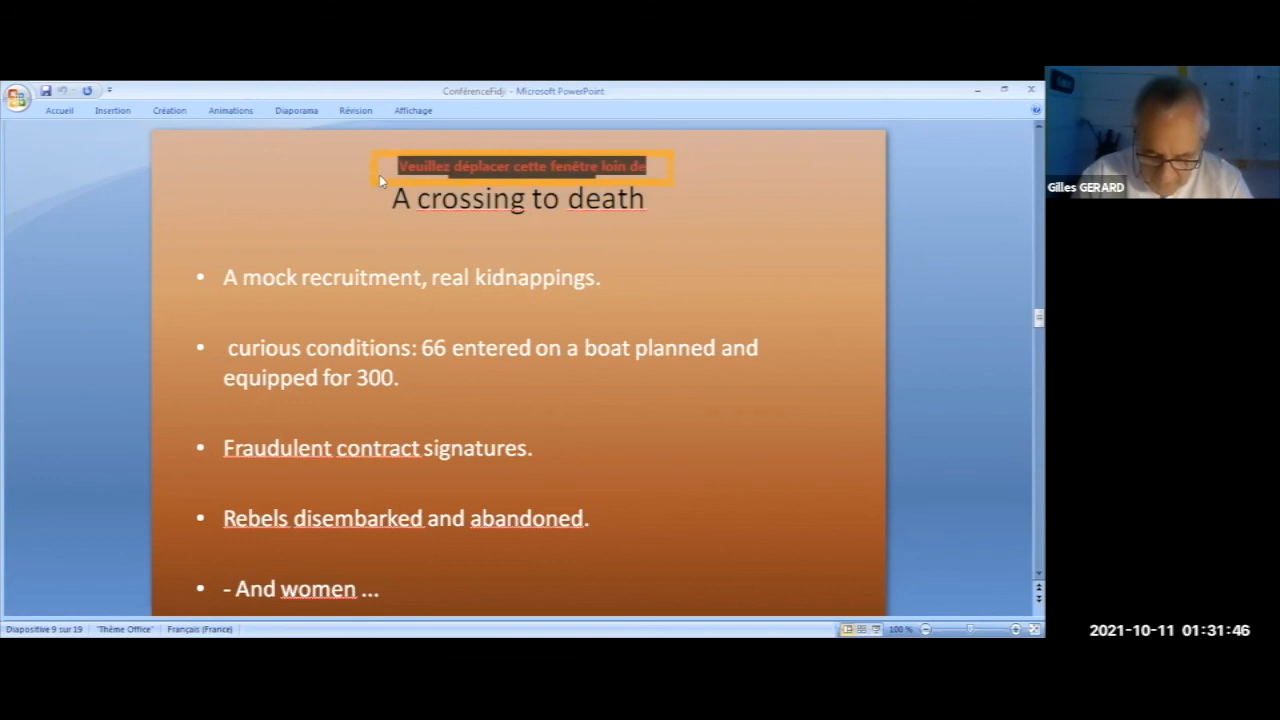 ConférenceFidji - Microsoft PowerPoint
Accueil Insertion Création Animations Diaporama Révision Affichage
Veuillez déplacer cette fenêtre loin de
A crossing to death
• A mock recruitment, real kidnappings.
• curious conditions: 66 entered on a boat planned and
equipped for 300.
• Fraudulent contract signatures.
• Rebels disembarked and abandoned.
• - And women ...
Gilles GERARD
Diapositive 9 sur 19 "Thème Office" Français (France) 100 %
2021-10-11 01:31:46